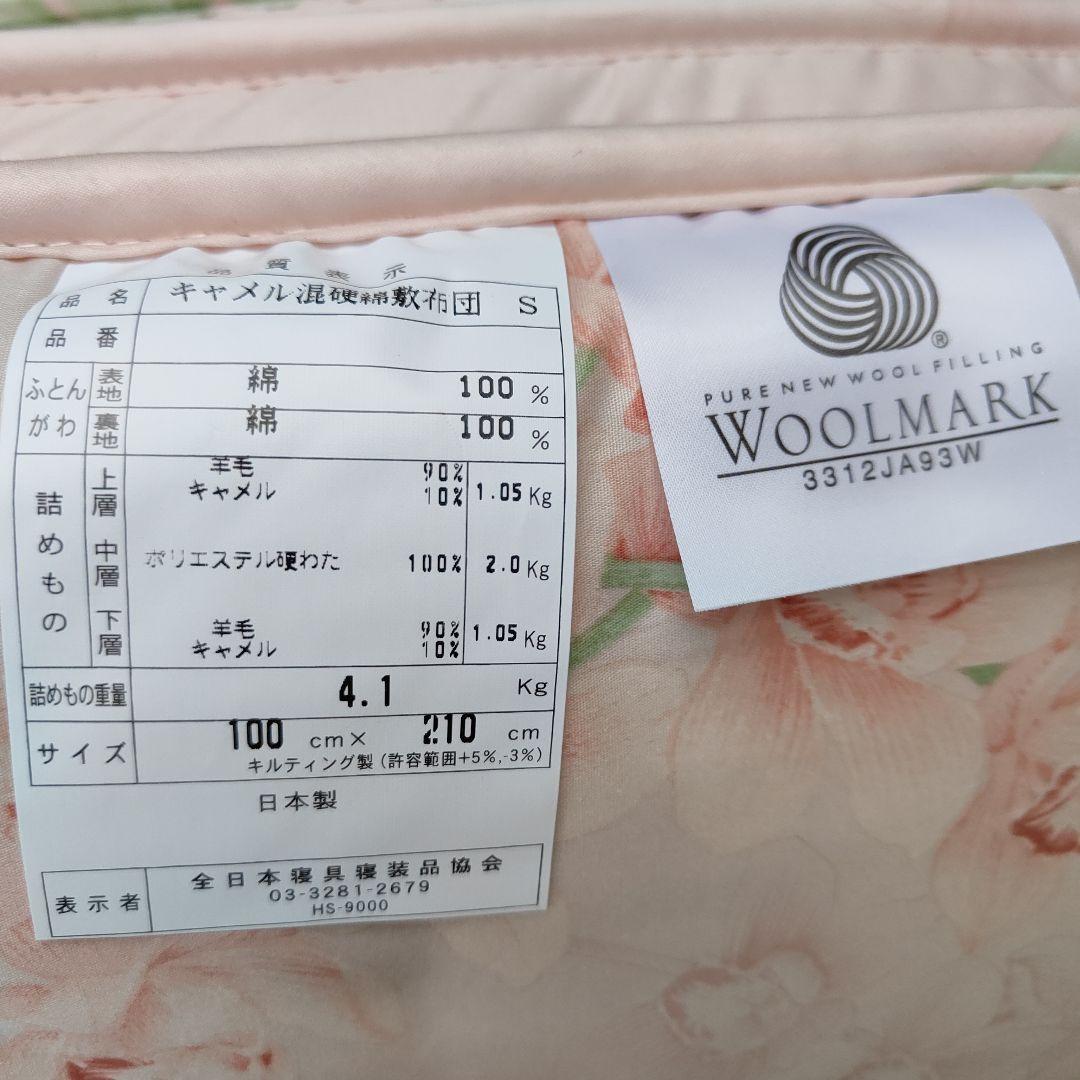 品質表示
品名 キャメル混硬綿敷布団 S
品番
ふとんがわ 表地 綿 100 %
裏地 綿 100 %
詰めもの 上層 羊毛 90%
キャメル 10% 1.05 Kg
中層 ポリエステル硬わた 100% 2.0 Kg
下層 羊毛 90%
キャメル 10% 1.05 Kg
詰めもの重量 4.1 Kg
サイズ 100 cm× 210 cm
キルティング製(許容範囲+5%,-3%)
日本製
表示者 全日本寝具寝装品協会
03-3281-2679
HS-9000
®
PURE NEW WOOL FILLING
WOOLMARK
3312JA93W